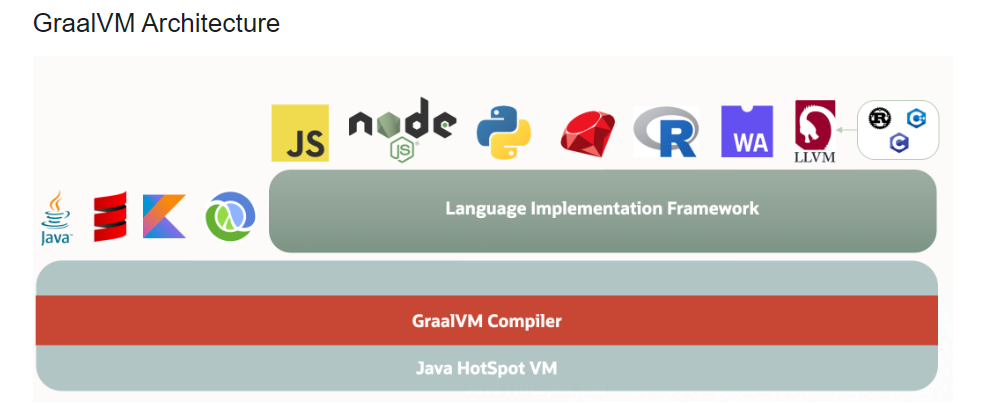 GraalVM Architecture
JS
node
JS
R
WA
LLVM
R
C
C
Java
Language Implementation Framework
GraalVM Compiler
Java HotSpot VM